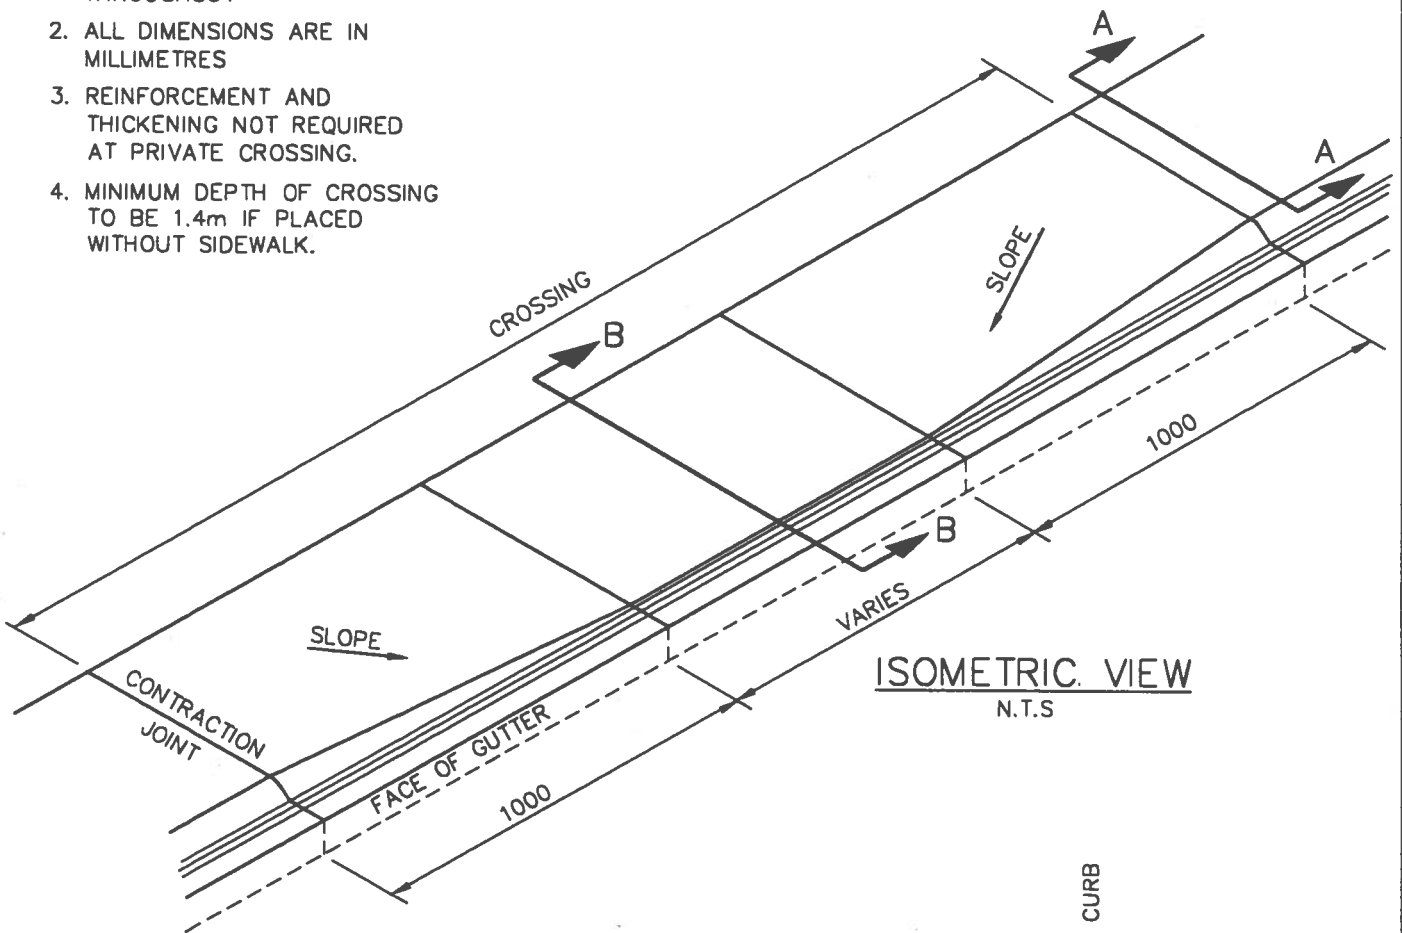 2. ALL DIMENSIONS ARE IN
MILLIMETRES
3. REINFORCEMENT AND
THICKENING NOT REQUIRED
AT PRIVATE CROSSING.
4. MINIMUM DEPTH OF CROSSING
TO BE 1.4m IF PLACED
WITHOUT SIDEWALK.
A
A
SLOPE
CROSSING
B
1000
B
VARIES
SLOPE
ISOMETRIC. VIEW
N.T.S
CONTRACTION
JOINT
FACE OF GUTTER
1000
CURB